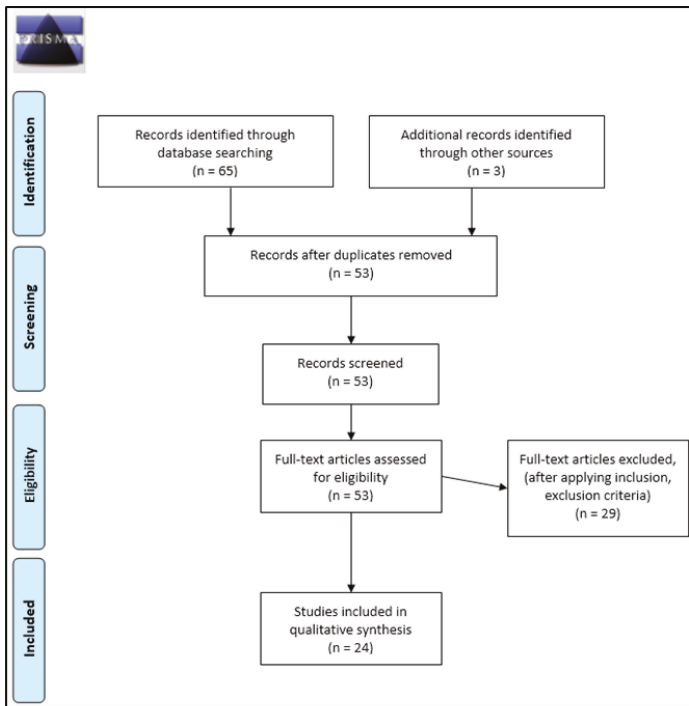 PRISMA
Identification
Records identified through
database searching
(n = 65)
Additional records identified
through other sources
(n = 3)
Screening
Records after duplicates removed
(n = 53)
Records screened
(n = 53)
Eligibility
Full-text articles assessed
for eligibility
(n = 53)
Full-text articles excluded,
(after applying inclusion,
exclusion criteria)
(n = 29)
Included
Studies included in
qualitative synthesis
(n = 24)